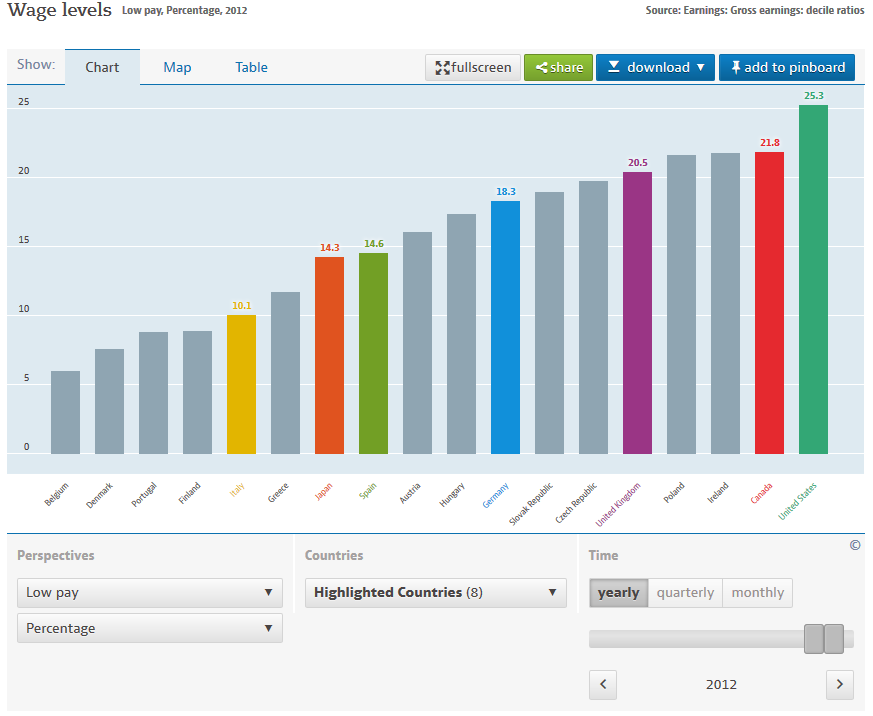 Wage levels Low pay, Percentage, 2012 Source: Earnings: Gross earnings: decile ratios
Show: Chart Map Table fullscreen share download ▼ add to pinboard
25
20
15
10
5
0
10.1
14.3
14.6
18.3
20.5
21.8
25.3
Belgium
Denmark
Portugal
Finland
Italy
Greece
Japan
Spain
Austria
Hungary
Germany
Slovak Republic
Czech Republic
United Kingdom
Poland
Ireland
Canada
United States
©
Perspectives Countries Time
Low pay ▼ Highlighted Countries (8) ▼ yearly quarterly monthly
Percentage ▼
< 2012 >